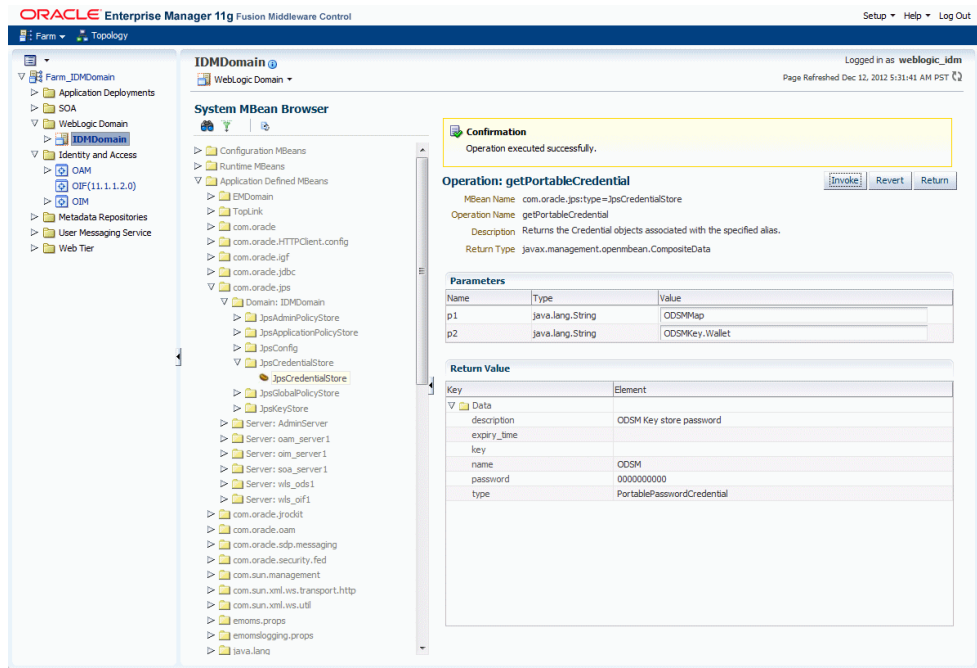 ORACLE Enterprise Manager 11g Fusion Middleware Control
Setup Help Log Out
Farm Topology
Farm_IDMDomain
Application Deployments
SOA
WebLogic Domain
IDMDomain
Identity and Access
OAM
OIF(11.1.1.2.0)
OIM
Metadata Repositories
User Messaging Service
Web Tier
IDMDomain
WebLogic Domain
Logged in as weblogic_idm
Page Refreshed Dec 12, 2012 5:31:41 AM PST
System MBean Browser
Configuration MBeans
Runtime MBeans
Application Defined MBeans
EMDomain
TopLink
com.oracle
com.oracle.HTTPClient.config
com.oracle.igf
com.oracle.jdbc
com.oracle.jps
Domain: IDMDomain
JpsAdminPolicyStore
JpsApplicationPolicyStore
JpsConfig
JpsCredentialStore
JpsCredentialStore
JpsGlobalPolicyStore
JpsKeyStore
Server: AdminServer
Server: oam_server1
Server: oim_server1
Server: soa_server1
Server: wls_ods1
Server: wls_oif1
com.oracle.jrockit
com.oracle.oam
com.oracle.sdp.messaging
com.oracle.security.fed
com.sun.management
com.sun.xml.ws.transport.http
com.sun.xml.ws.util
emoms.props
emomslogging.props
java.lang
Confirmation
Operation executed successfully.
Operation: getPortableCredential
Invoke Revert Return
MBean Name com.oracle.jps:type=JpsCredentialStore
Operation Name getPortableCredential
Description Returns the Credential objects associated with the specified alias.
Return Type javax.management.openmbean.CompositeData
Parameters
Name Type Value
p1 java.lang.String ODSMMap
p2 java.lang.String ODSMKey.Wallet
Return Value
Key Element
Data
description ODSM Key store password
expiry_time
key
name ODSM
password 0000000000
type PortablePasswordCredential